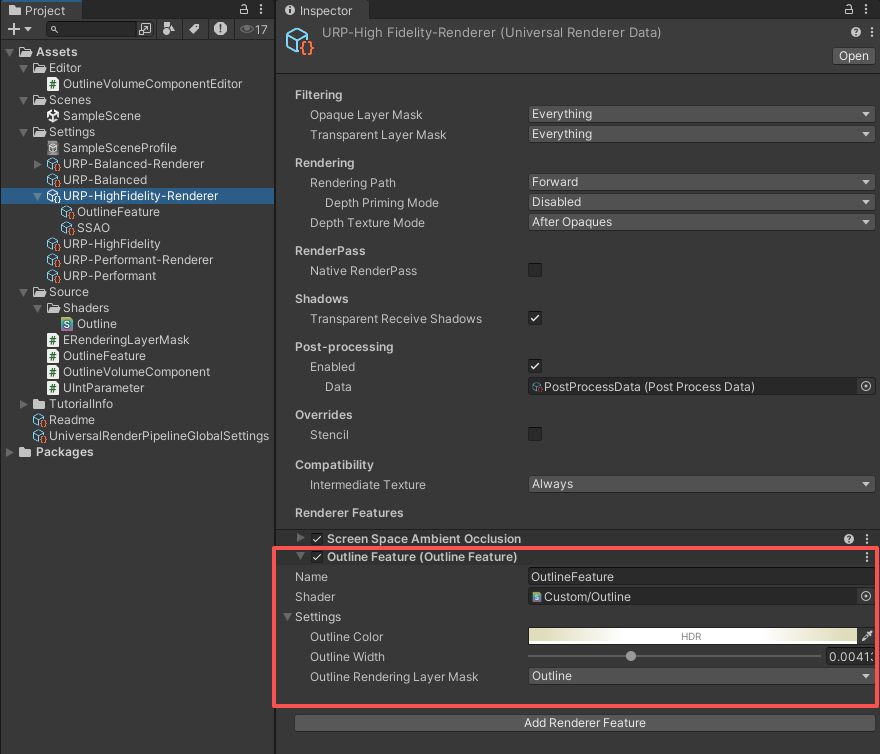 Project
17
Assets
Editor
OutlineVolumeComponentEditor
Scenes
SampleScene
Settings
SampleSceneProfile
URP-Balanced-Renderer
URP-Balanced
URP-HighFidelity-Renderer
OutlineFeature
SSAO
URP-HighFidelity
URP-Performant-Renderer
URP-Performant
Source
Shaders
Outline
ERenderingLayerMask
OutlineFeature
OutlineVolumeComponent
UIntParameter
TutorialInfo
Readme
UniversalRenderPipelineGlobalSettings
Packages
Inspector
URP-High Fidelity-Renderer (Universal Renderer Data)
Open
Filtering
Opaque Layer Mask Everything
Transparent Layer Mask Everything
Rendering
Rendering Path Forward
Depth Priming Mode Disabled
Depth Texture Mode After Opaques
RenderPass
Native RenderPass
Shadows
Transparent Receive Shadows
Post-processing
Enabled
Data PostProcessData (Post Process Data)
Overrides
Stencil
Compatibility
Intermediate Texture Always
Renderer Features
Screen Space Ambient Occlusion
Outline Feature (Outline Feature)
Name OutlineFeature
Shader Custom/Outline
Settings
Outline Color HDR
Outline Width 0.00413
Outline Rendering Layer Mask Outline
Add Renderer Feature